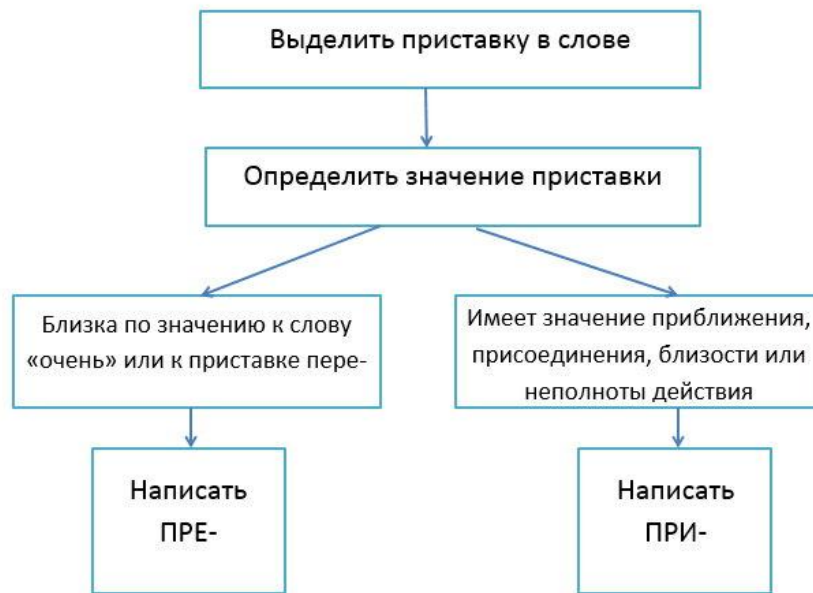 Выделить приставку в слове
Определить значение приставки
Близка по значению к слову
«очень» или к приставке пере-
Имеет значение приближения,
присоединения, близости или
неполноты действия
Написать
ПРЕ-
Написать
ПРИ-